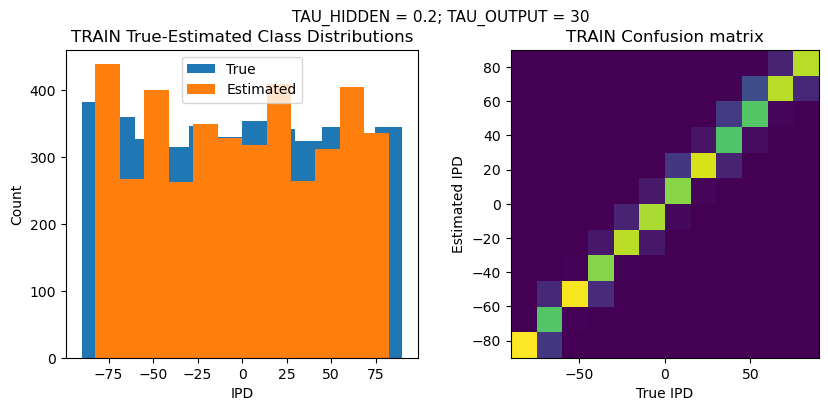 TAU_HIDDEN = 0.2; TAU_OUTPUT = 30
TRAIN True-Estimated Class Distributions
True
Estimated
400
300
200
100
0
Count
−75
−50
−25
0
25
50
75
IPD
TRAIN Confusion matrix
80
60
40
20
0
−20
−40
−60
−80
Estimated IPD
−50
0
50
True IPD